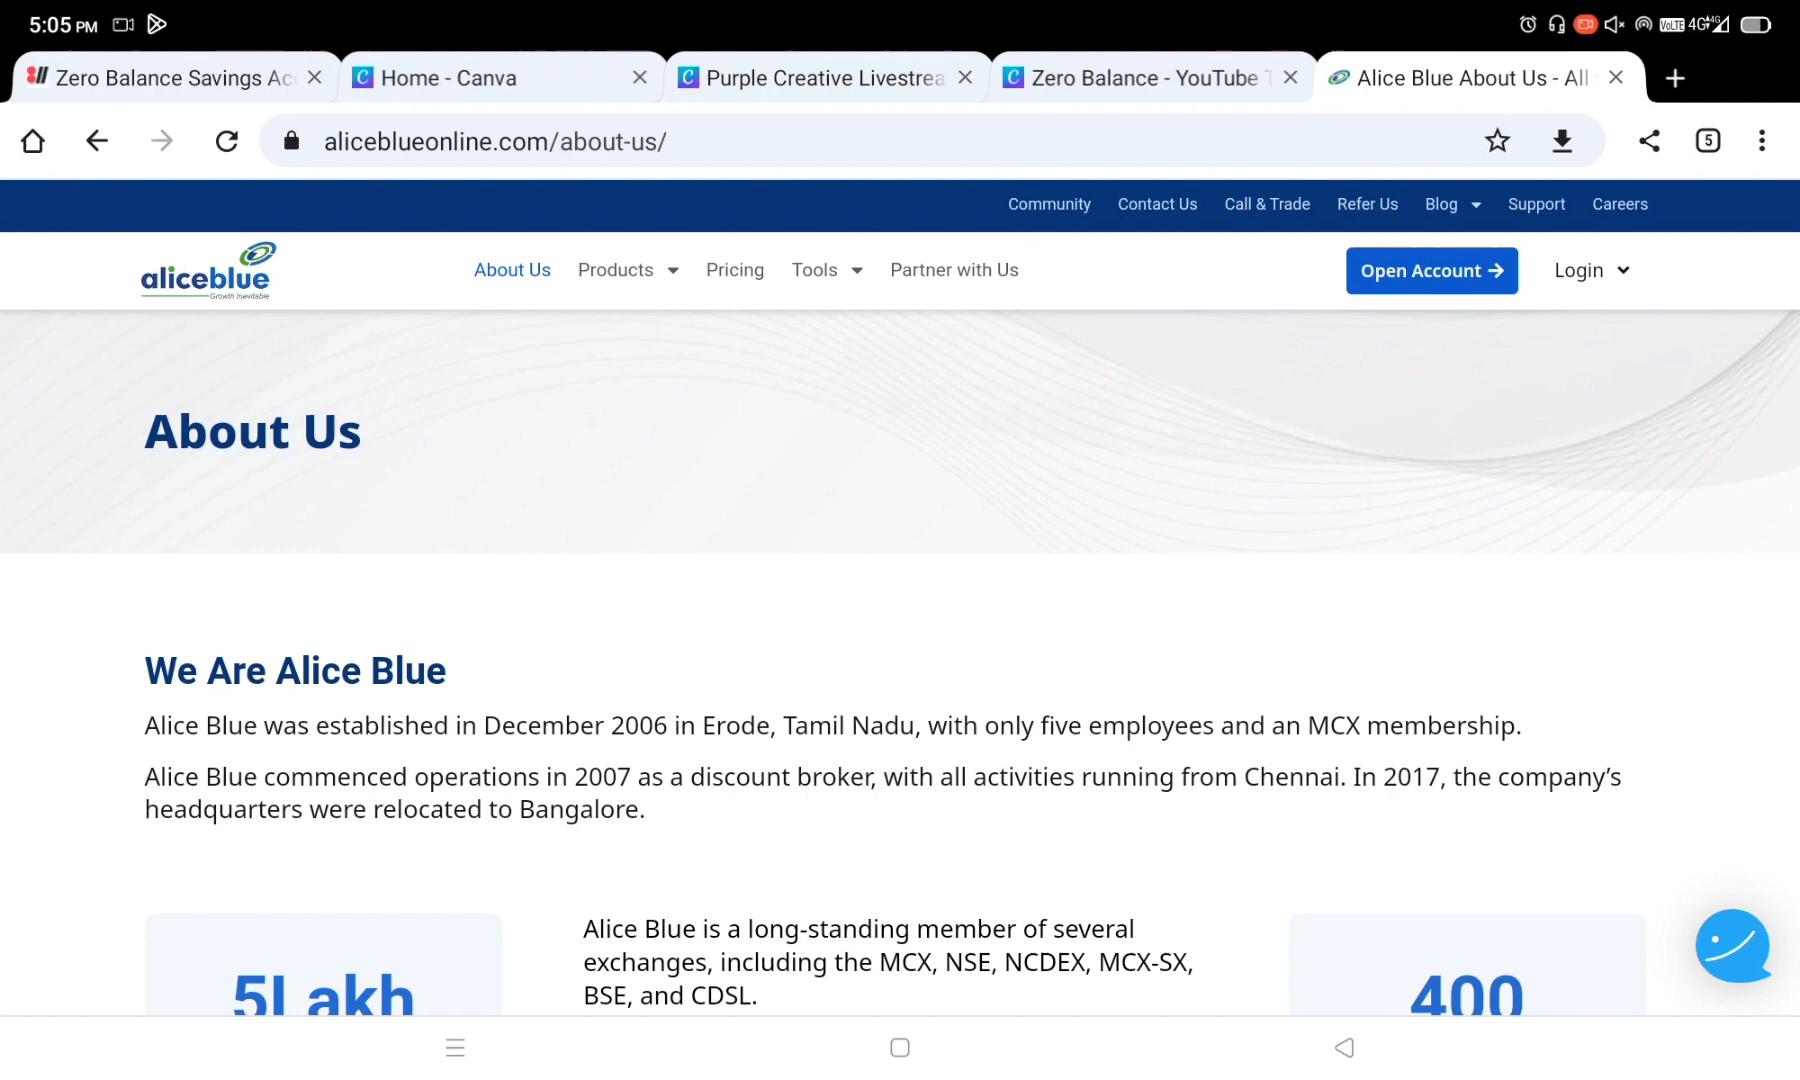 5:05 PM
VoLTE 4G 4G
Zero Balance Savings Ac
Home - Canva
Purple Creative Livestrea
Zero Balance - YouTube T
Alice Blue About Us - All
aliceblueonline.com/about-us/
5
Community Contact Us Call & Trade Refer Us Blog Support Careers
aliceblue
Growth Inevitable
About Us Products Pricing Tools Partner with Us
Open Account → Login
About Us
We Are Alice Blue
Alice Blue was established in December 2006 in Erode, Tamil Nadu, with only five employees and an MCX membership.
Alice Blue commenced operations in 2007 as a discount broker, with all activities running from Chennai. In 2017, the company’s
headquarters were relocated to Bangalore.
5Lakh
Alice Blue is a long-standing member of several
exchanges, including the MCX, NSE, NCDEX, MCX-SX,
BSE, and CDSL.
400